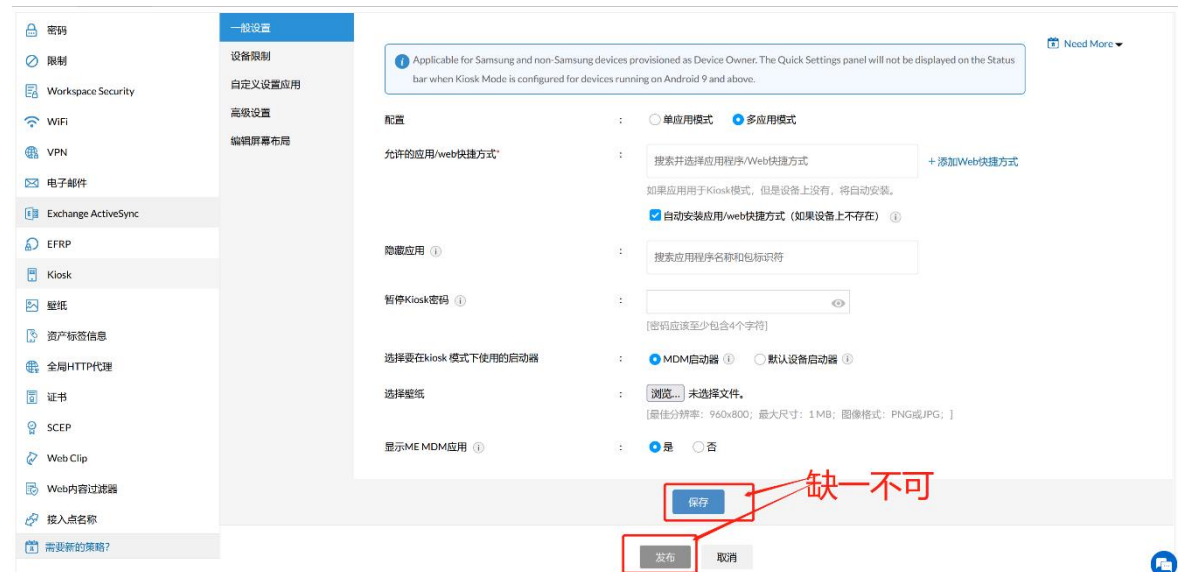 密码
限制
Workspace Security
WiFi
VPN
电子邮件
Exchange ActiveSync
EFRP
Kiosk
壁纸
资产标签信息
全局HTTP代理
证书
SCEP
Web Clip
Web内容过滤器
接入点名称
需要新的策略?
一般设置
设备限制
自定义设置应用
高级设置
编辑屏幕布局
Need More
Applicable for Samsung and non-Samsung devices provisioned as Device Owner. The Quick Settings panel will not be displayed on the Status
bar when Kiosk Mode is configured for devices running on Android 9 and above.
配置 : 单应用模式 多应用模式
允许的应用/web快捷方式* : 搜索并选择应用程序/Web快捷方式 +添加Web快捷方式
如果应用用于Kiosk模式，但是设备上没有，将自动安装。
自动安装应用/web快捷方式（如果设备上不存在）
隐藏应用 : 搜索应用程序名称和包标识符
暂停Kiosk密码 :
[密码应该至少包含4个字符]
选择要在kiosk 模式下使用的启动器 : MDM启动器 默认设备启动器
选择壁纸 : 浏览... 未选择文件。
[最佳分辨率：960x800；最大尺寸：1 MB；图像格式：PNG或JPG，]
显示ME MDM应用 : 是 否
缺一不可
保存
发布 取消